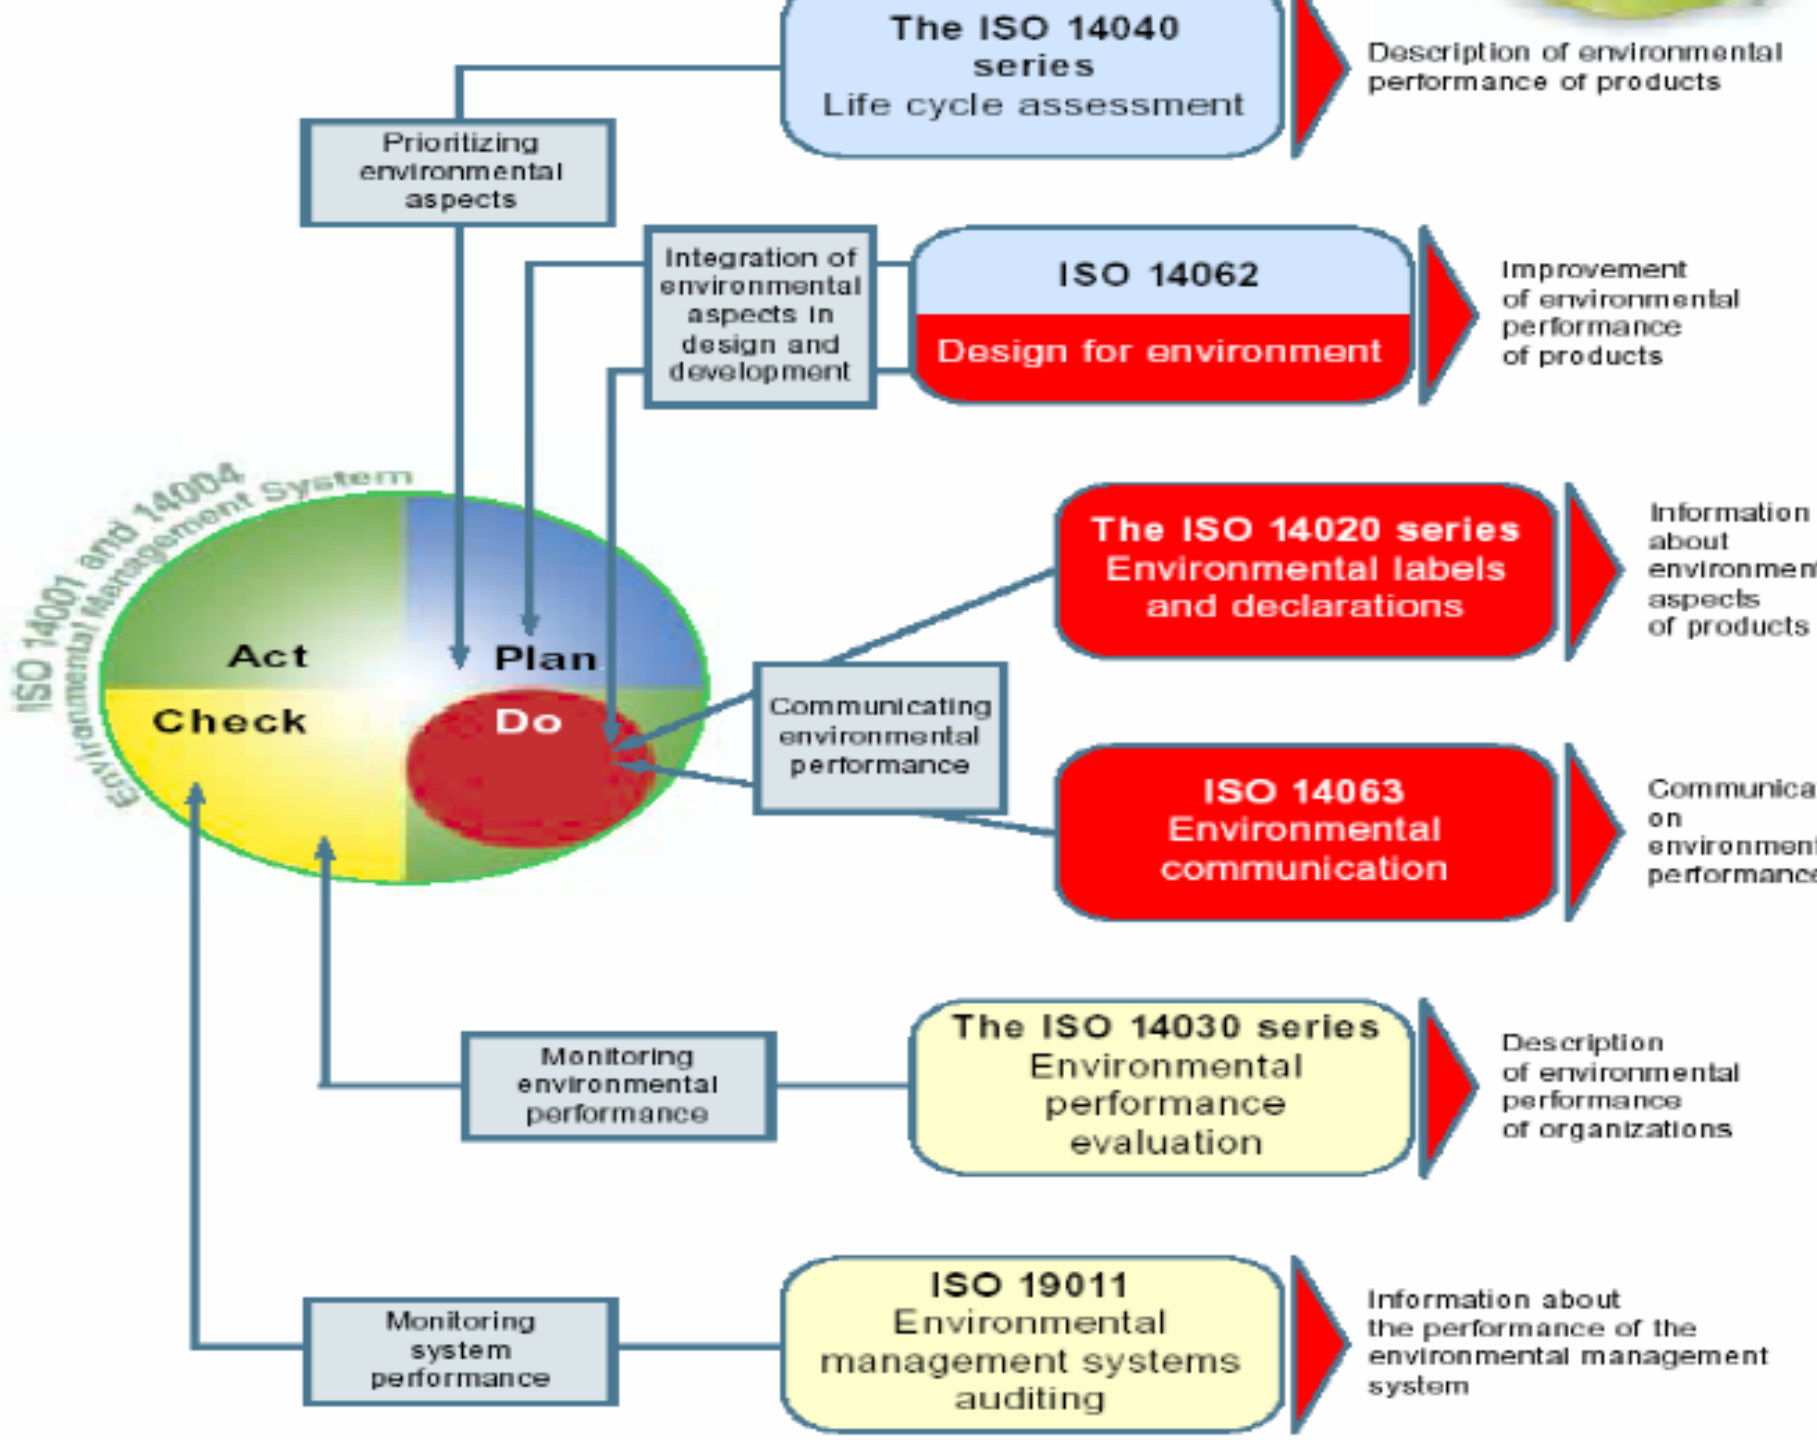 The ISO 14040
series
Life cycle assessment
Description of environmental
performance of products
Prioritizing
environmental
aspects
Integration of
environmental
aspects in
design and
development
ISO 14062
Design for environment
Improvement
of environmental
performance
of products
ISO 14001 and 14004
Environmental Management System
Act
Plan
Check
Do
The ISO 14020 series
Environmental labels
and declarations
Information
about
environment
aspects
of products
Communicating
environmental
performance
ISO 14063
Environmental
communication
Communica
on
environment
performance
The ISO 14030 series
Environmental
performance
evaluation
Monitoring
environmental
performance
Description
of environmental
performance
of organizations
ISO 19011
Environmental
management systems
auditing
Monitoring
system
performance
Information about
the performance of the
environmental management
system